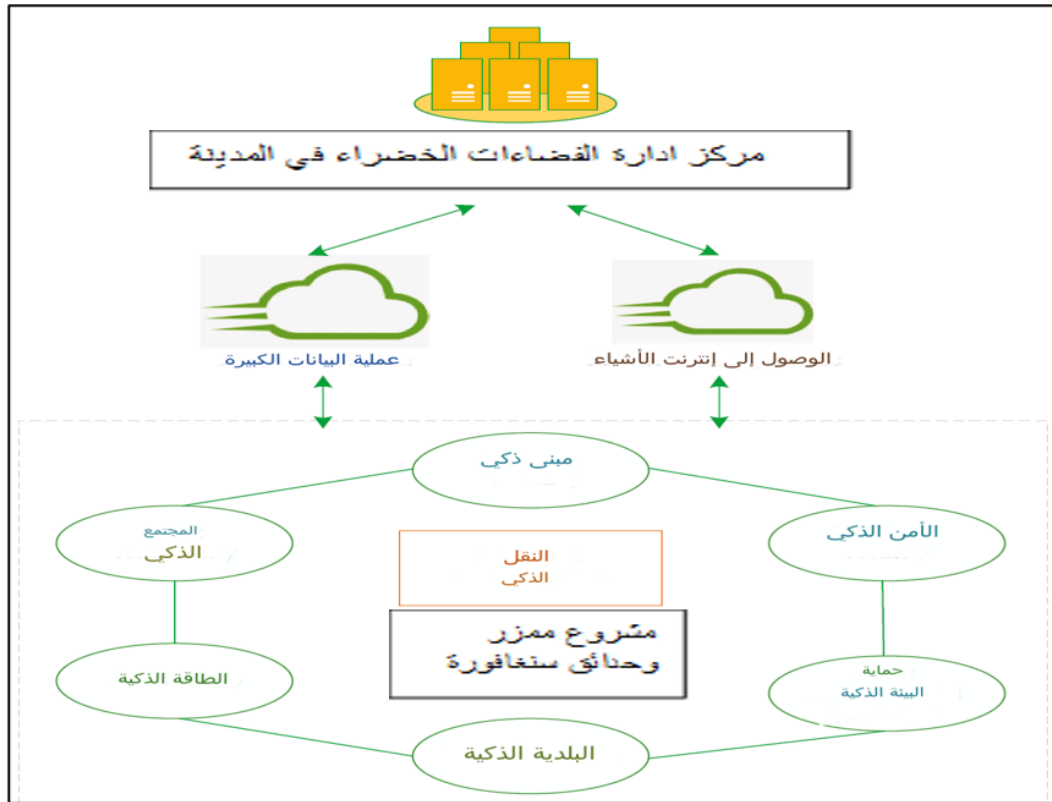 مركز ادارة الفضاءات الخضراء في المدينة
الوصول إلى إنترنت الأشياء
عملية البيانات الكبيرة
مبنى ذكي
الأمن الذكي
المجتمع
الذكي
النقل
الذكي
مشروع ممزر
وحدائق سنغافورة
حماية
البيئة الذكية
الطاقة الذكية
البلدية الذكية